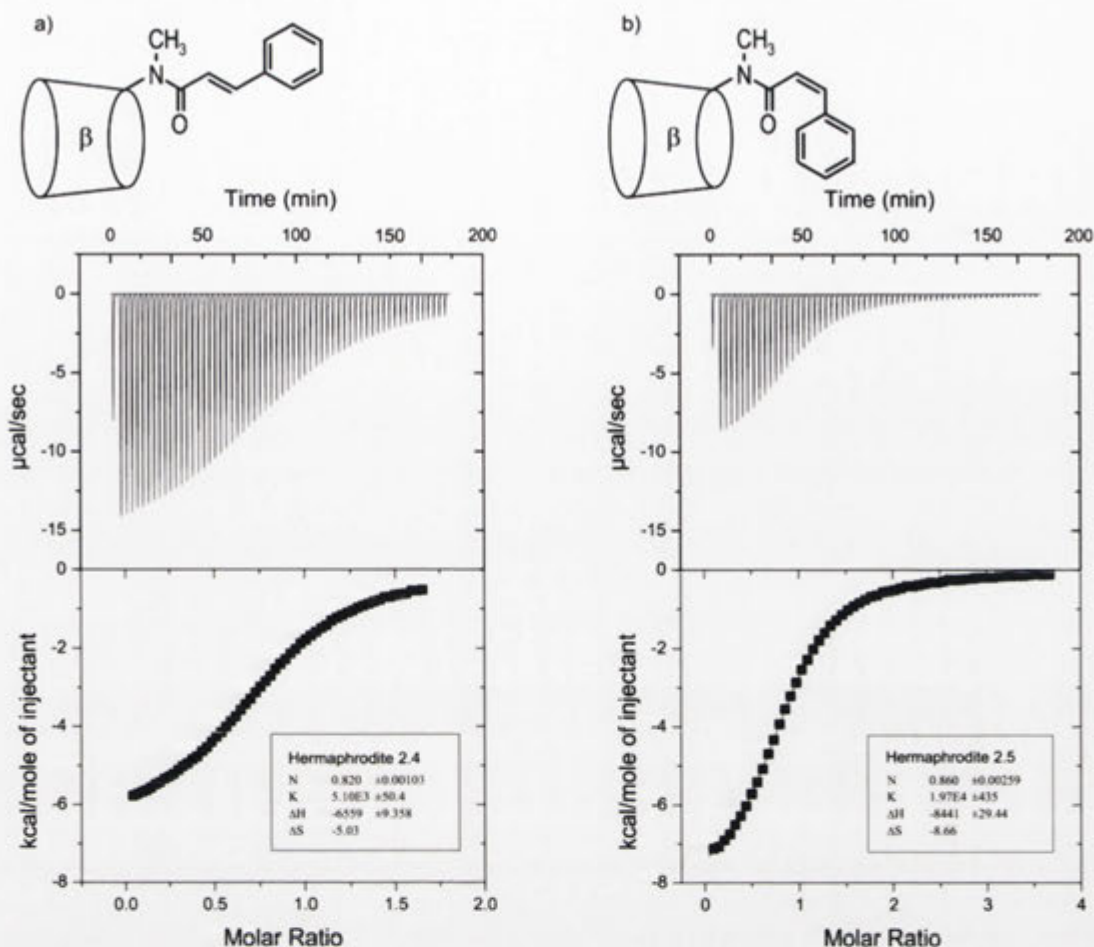 a)
CH₃
N
O
β
Time (min)
0 50 100 150 200
0
-5
-10
-15
µcal/sec
0
-2
-4
-6
-8
kcal/mole of injectant
Hermaphrodite 2.4
N 0.820 ±0.00103
K 5.10E3 ±50.4
ΔH -6559 ±9.358
ΔS -5.03
0.0 0.5 1.0 1.5 2.0
Molar Ratio
b)
CH₃
N
O
β
Time (min)
0 50 100 150 200
0
-5
-10
-15
µcal/sec
0
-2
-4
-6
-8
kcal/mole of injectant
Hermaphrodite 2.5
N 0.860 ±0.00259
K 1.97E4 ±435
ΔH -8441 ±29.44
ΔS -8.66
0 1 2 3 4
Molar Ratio